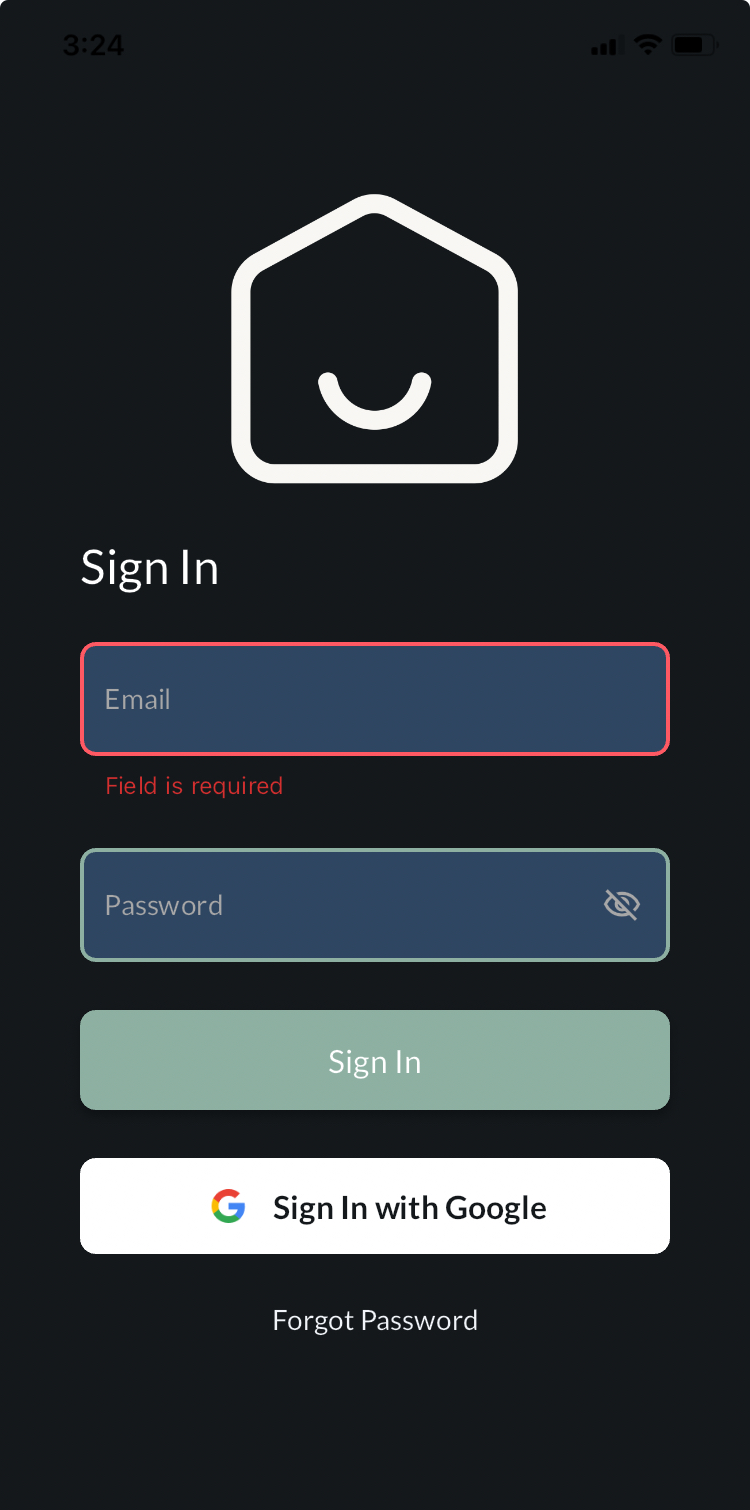 3:24
Sign In
Email
Field is required
Password
Sign In
Sign In with Google
Forgot Password